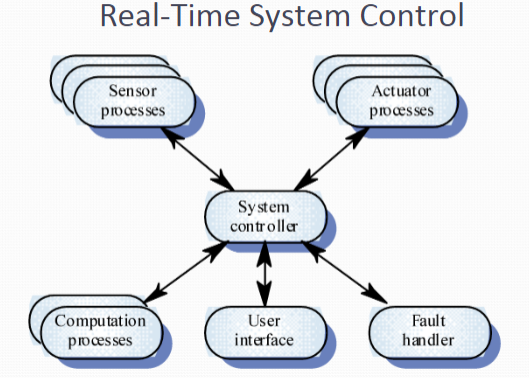 Real-Time System Control
Sensor
processes
Actuator
processes
System
controller
Computation
processes
User
interface
Fault
handler